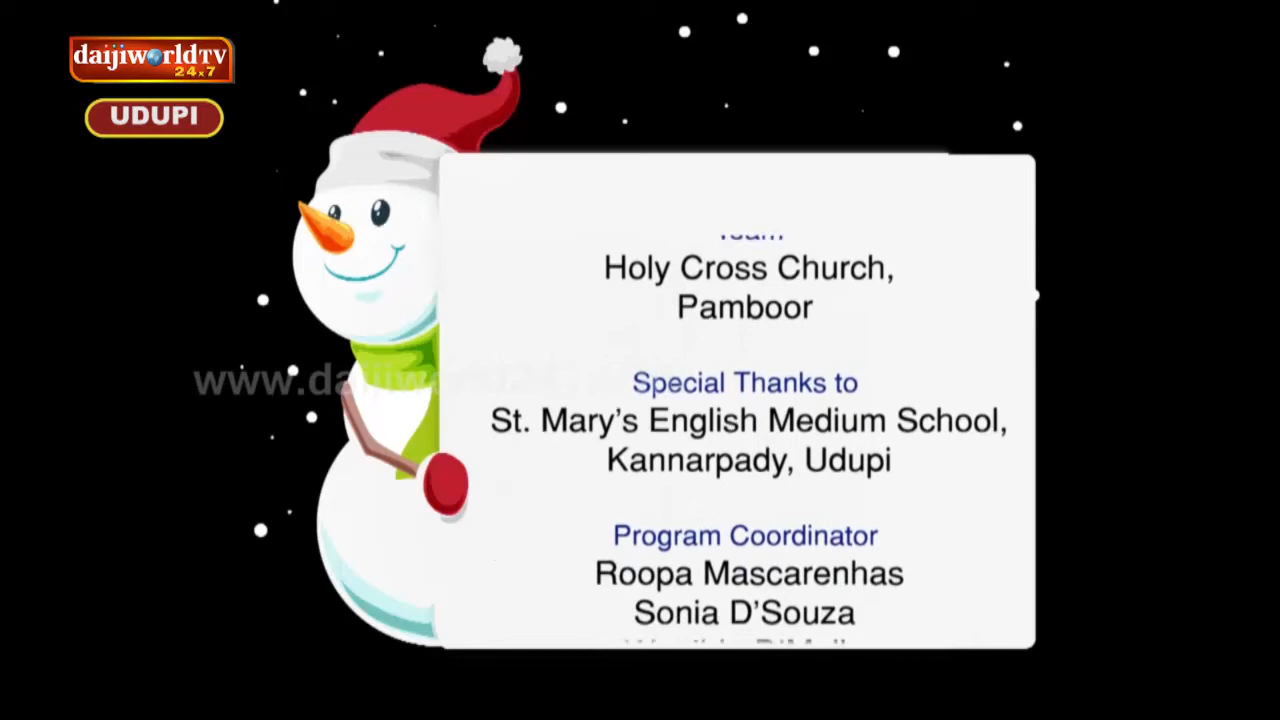 daijiworldTV
24x7
UDUPI
Team
Holy Cross Church,
Pamboor
Special Thanks to
St. Mary's English Medium School,
Kannarpady, Udupi
Program Coordinator
Roopa Mascarenhas
Sonia D'Souza